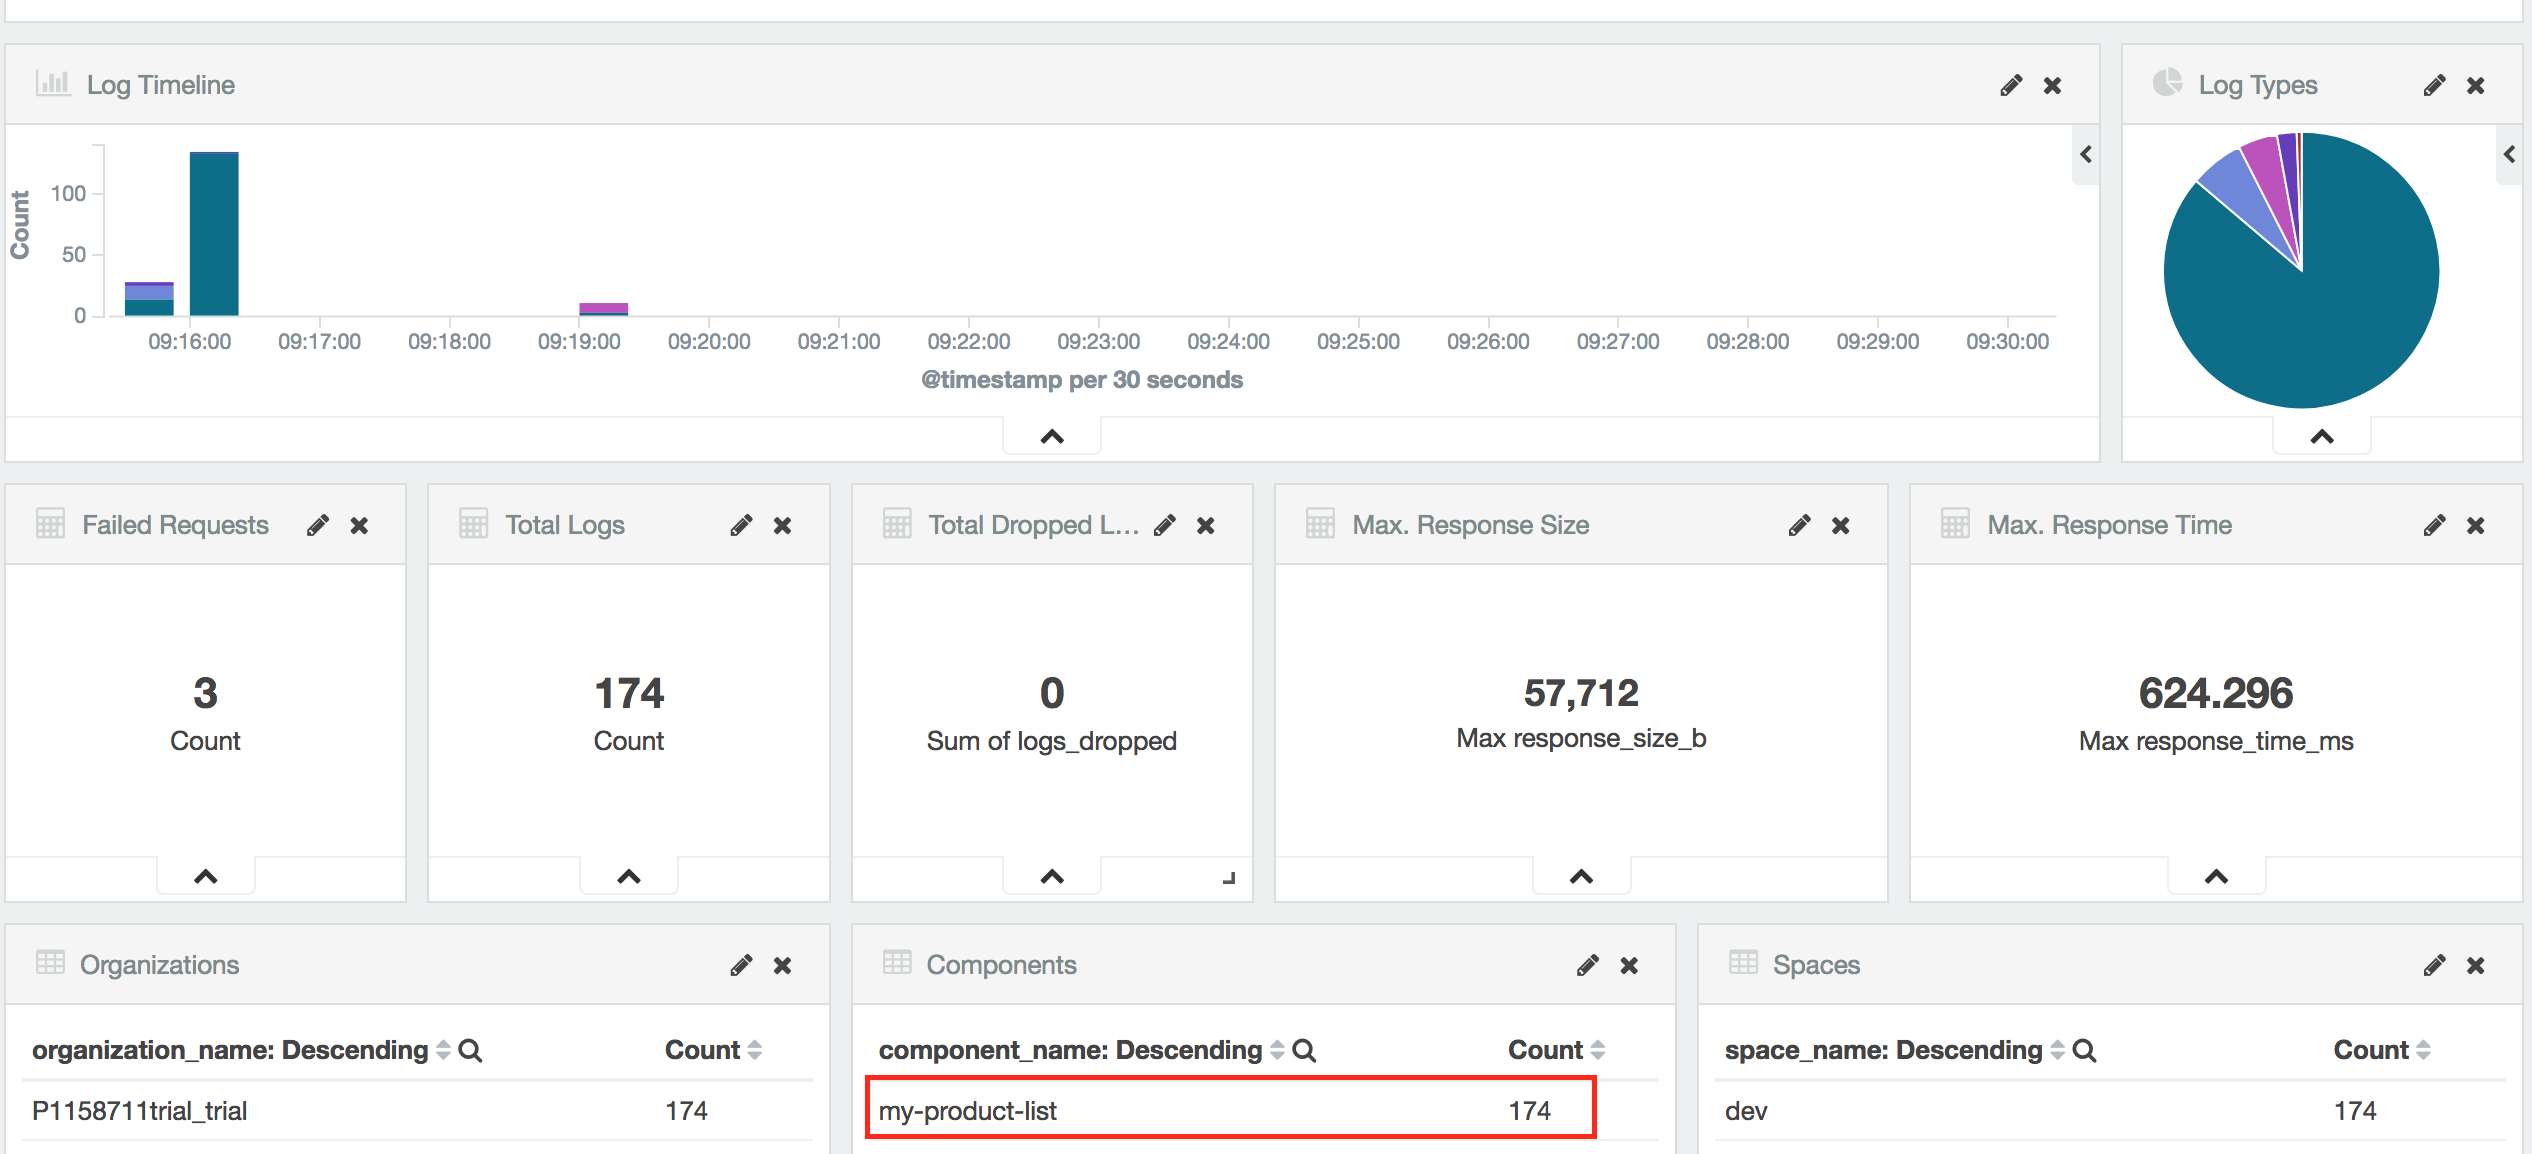 Log Timeline
Log Types
Count
100
50
0
09:16:00 09:17:00 09:18:00 09:19:00 09:20:00 09:21:00 09:22:00 09:23:00 09:24:00 09:25:00 09:26:00 09:27:00 09:28:00 09:29:00 09:30:00
@timestamp per 30 seconds
Failed Requests
3
Count
Total Logs
174
Count
Total Dropped L...
0
Sum of logs_dropped
Max. Response Size
57,712
Max response_size_b
Max. Response Time
624.296
Max response_time_ms
Organizations
organization_name: Descending Count
P1158711trial_trial 174
Components
component_name: Descending Count
my-product-list 174
Spaces
space_name: Descending Count
dev 174